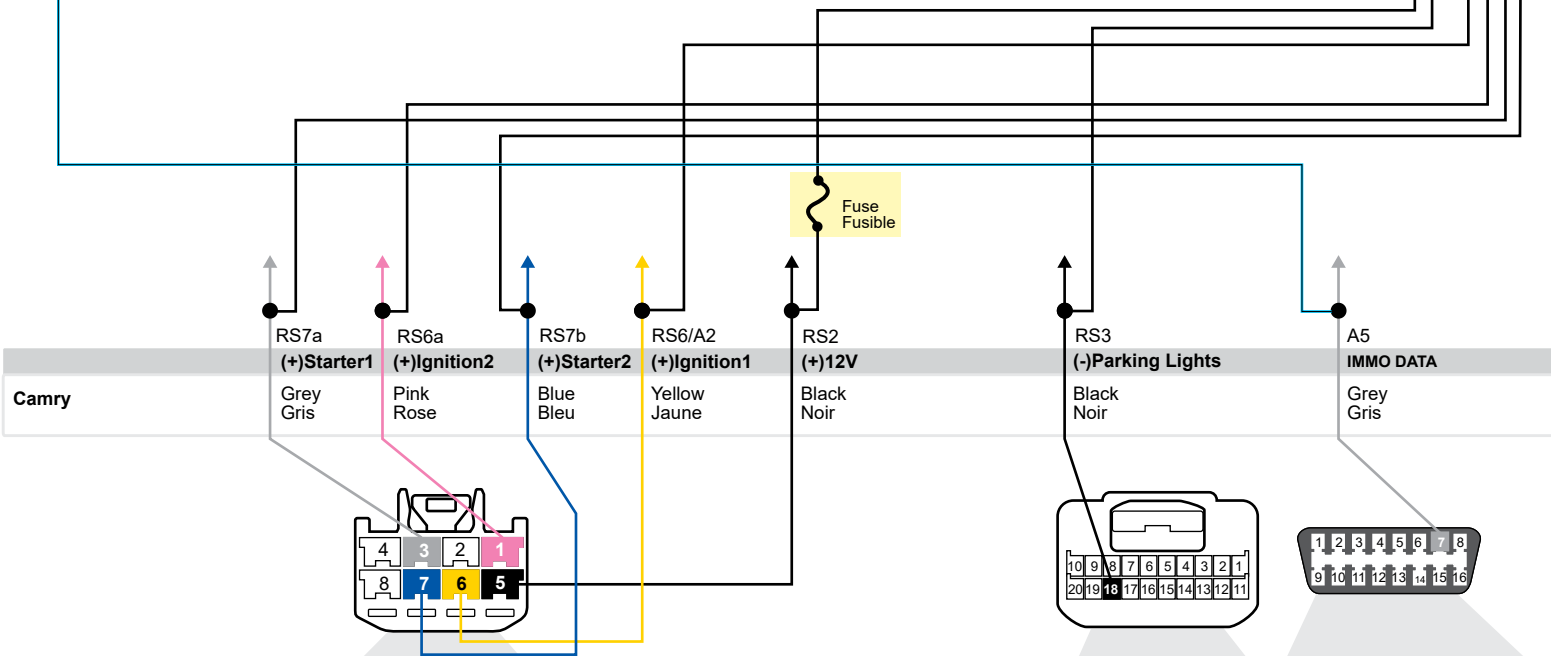 Fuse
Fusible
RS7a RS6a RS7b RS6/A2 RS2 RS3 A5
(+)Starter1 (+)Ignition2 (+)Starter2 (+)Ignition1 (+)12V (-)Parking Lights IMMO DATA
Camry Grey Pink Blue Yellow Black Black Grey
Gris Rose Bleu Jaune Noir Noir Gris
4 3 2 1
8 7 6 5
10 9 8 7 6 5 4 3 2 1
20 19 18 17 16 15 14 13 12 11
1 2 3 4 5 6 7 8
9 10 11 12 13 14 15 16